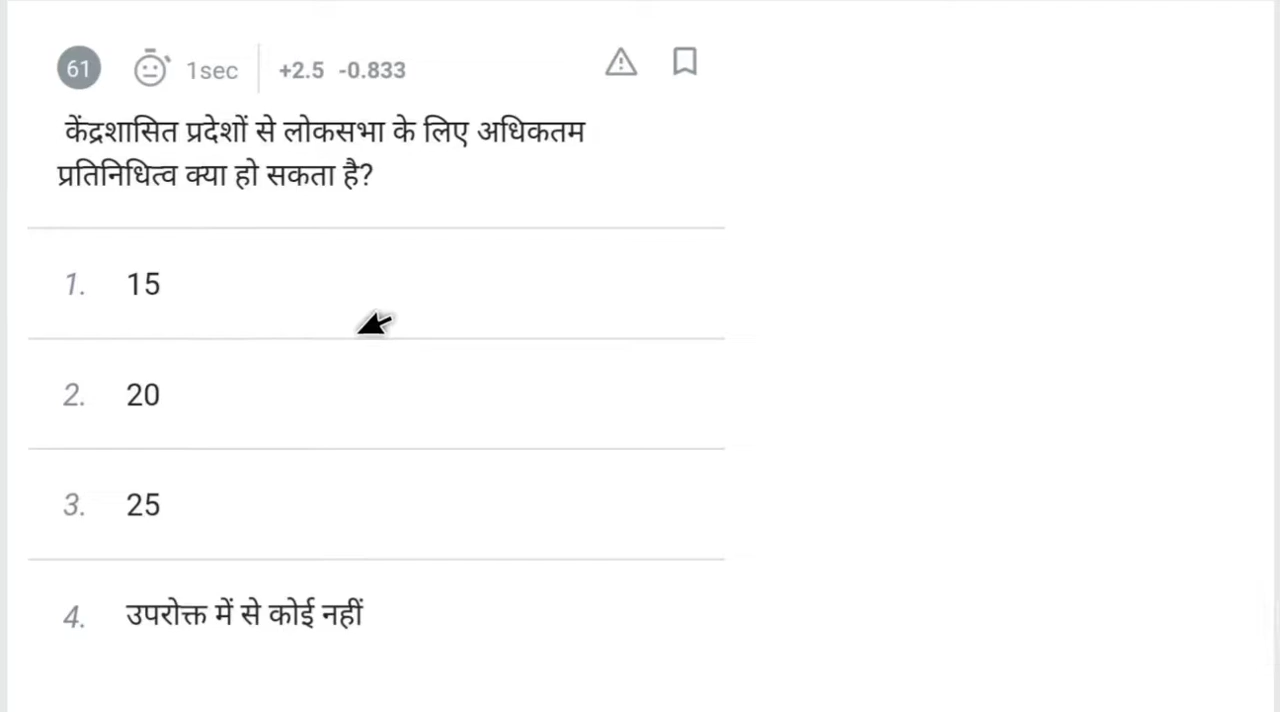 61 1sec +2.5 -0.833
केंद्रशासित प्रदेशों से लोकसभा के लिए अधिकतम
प्रतिनिधित्व क्या हो सकता है?
1. 15
2. 20
3. 25
4. उपरोक्त में से कोई नहीं